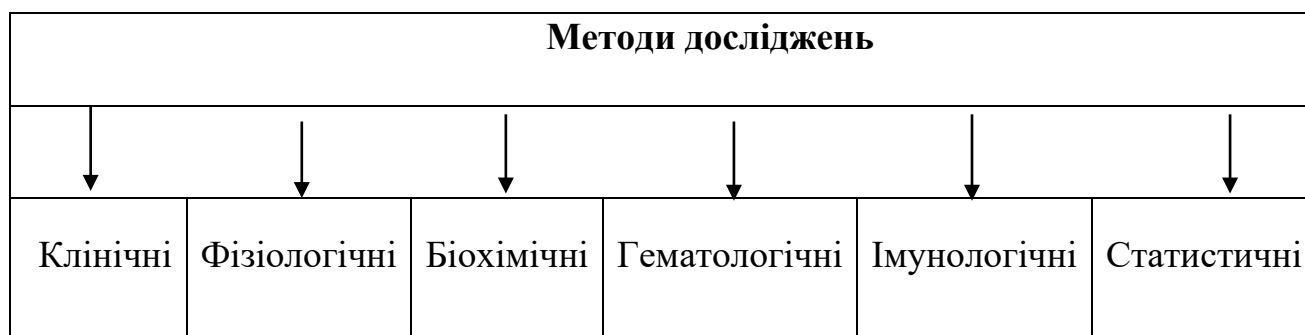 Методи досліджень
Клінічні Фізіологічні Біохімічні Гематологічні Імунологічні Статистичні